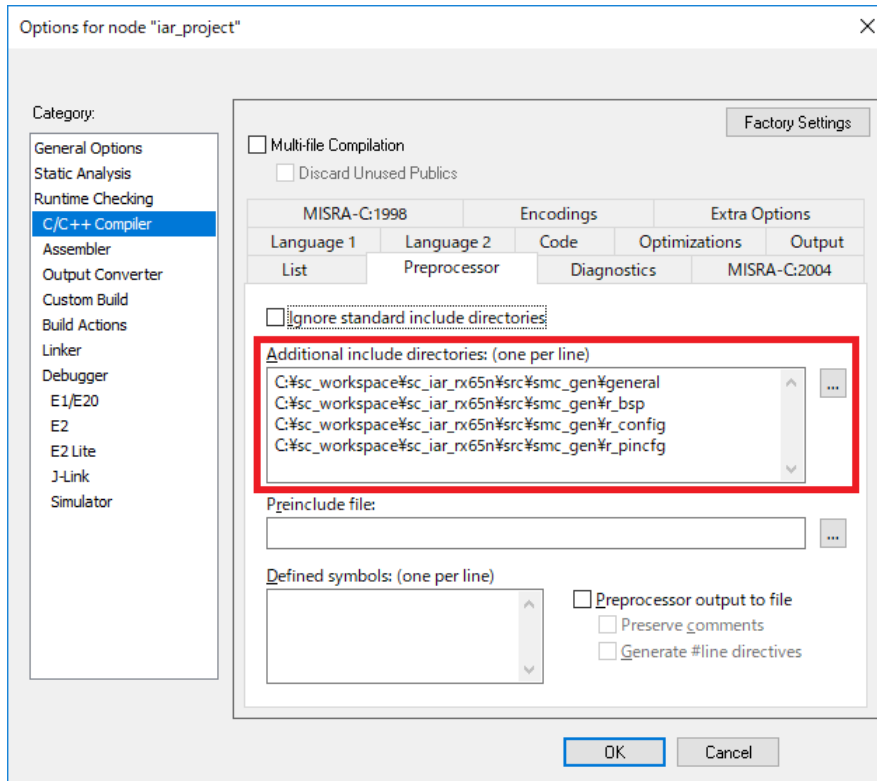 Options for node "iar_project"
Category:
General Options
Static Analysis
Runtime Checking
C/C++ Compiler
Assembler
Output Converter
Custom Build
Build Actions
Linker
Debugger
E1/E20
E2
E2 Lite
J-Link
Simulator
Factory Settings
Multi-file Compilation
Discard Unused Publics
MISRA-C:1998 Encodings Extra Options
Language 1 Language 2 Code Optimizations Output
List Preprocessor Diagnostics MISRA-C:2004
Ignore standard include directories
Additional include directories: (one per line)
C:¥sc_workspace¥sc_iar_rx65n¥src¥smc_gen¥general
C:¥sc_workspace¥sc_iar_rx65n¥src¥smc_gen¥r_bsp
C:¥sc_workspace¥sc_iar_rx65n¥src¥smc_gen¥r_config
C:¥sc_workspace¥sc_iar_rx65n¥src¥smc_gen¥r_pincfg
...
Preinclude file:
...
Defined symbols: (one per line)
Preprocessor output to file
Preserve comments
Generate #line directives
OK Cancel